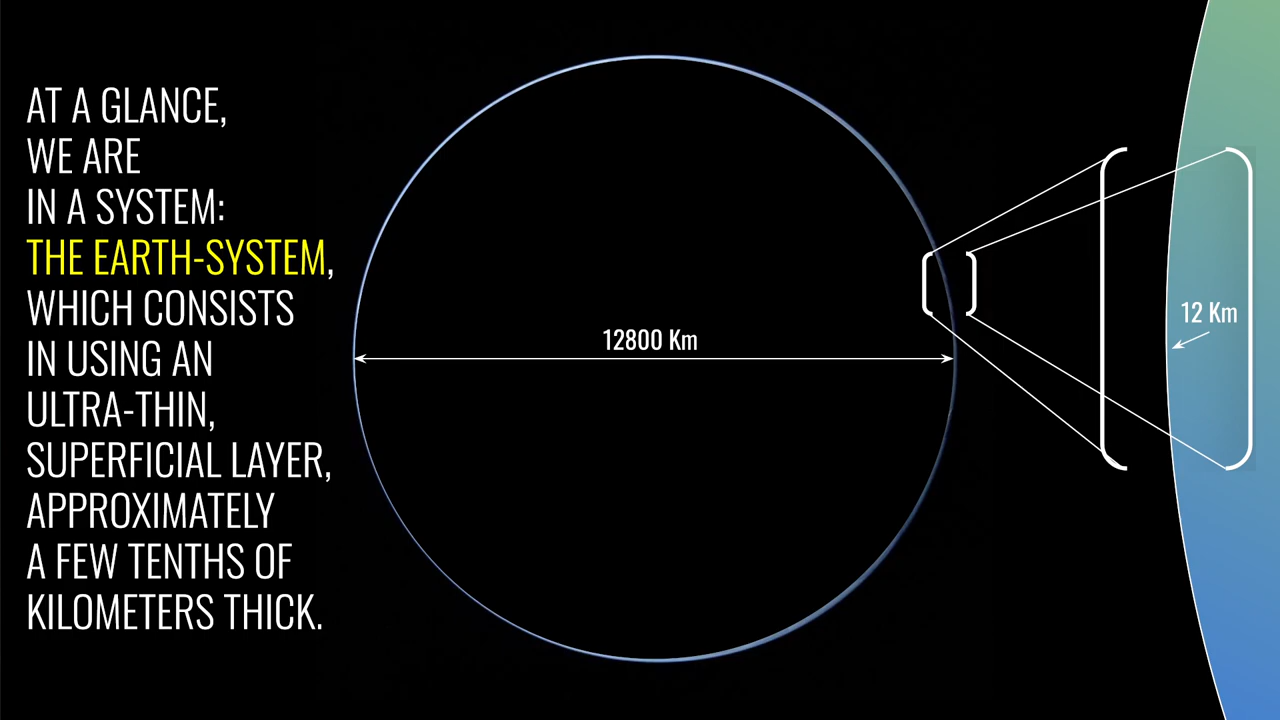 AT A GLANCE,
WE ARE
IN A SYSTEM:
THE EARTH-SYSTEM,
WHICH CONSISTS
IN USING AN
ULTRA-THIN,
SUPERFICIAL LAYER,
APPROXIMATELY
A FEW TENTHS OF
KILOMETERS THICK.
12800 Km
12 Km